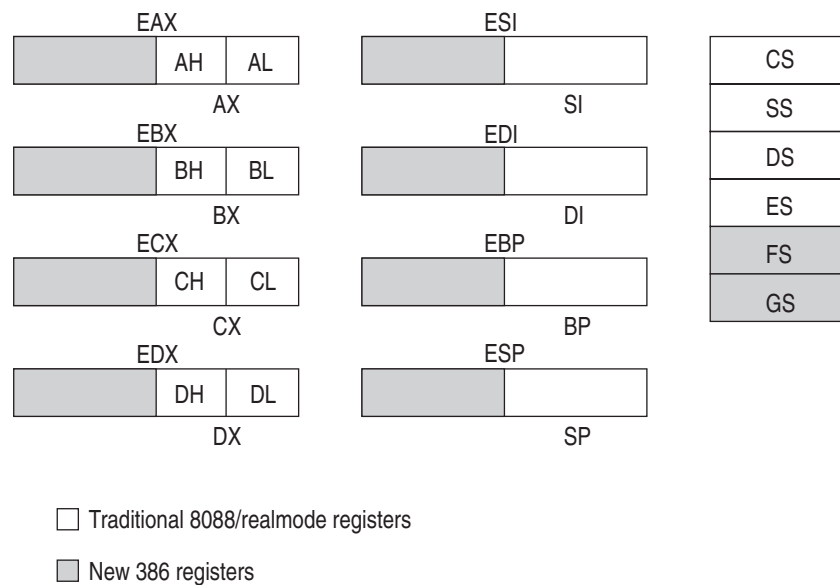 EAX
AH AL
AX
EBX
BH BL
BX
ECX
CH CL
CX
EDX
DH DL
DX
ESI
SI
EDI
DI
EBP
BP
ESP
SP
CS
SS
DS
ES
FS
GS
Traditional 8088/realmode registers
New 386 registers